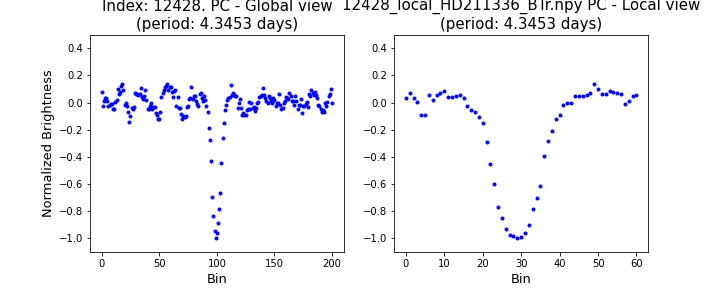 Index: 12428. PC - Global view
(period: 4.3453 days)
12428_local_HD211336_BTr.npy PC - Local view
(period: 4.3453 days)
Normalized Brightness
0.4
0.2
0.0
−0.2
−0.4
−0.6
−0.8
−1.0
0 50 100 150 200
Bin
0.4
0.2
0.0
−0.2
−0.4
−0.6
−0.8
−1.0
0 10 20 30 40 50 60
Bin